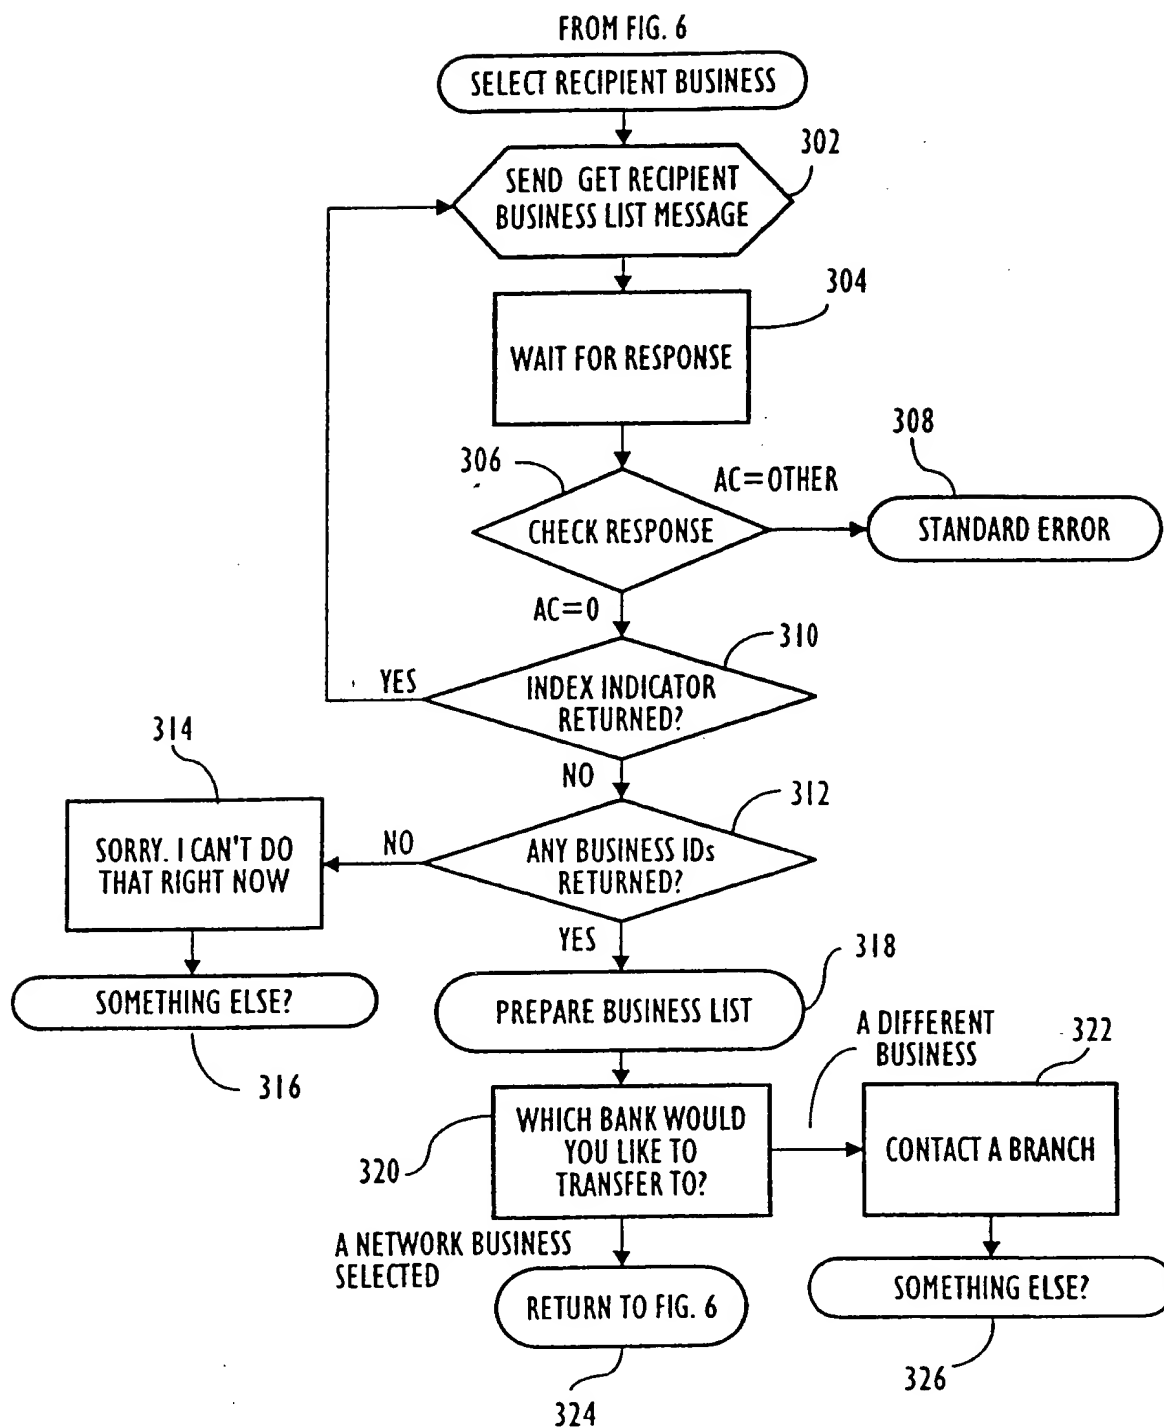 FROM FIG. 6
SELECT RECIPIENT BUSINESS
302
SEND GET RECIPIENT
BUSINESS LIST MESSAGE
304
WAIT FOR RESPONSE
306
CHECK RESPONSE
AC=OTHER
308
STANDARD ERROR
AC=0
310
INDEX INDICATOR
RETURNED?
YES
NO
312
ANY BUSINESS IDs
RETURNED?
NO
314
SORRY. I CAN'T DO
THAT RIGHT NOW
SOMETHING ELSE?
316
YES
318
PREPARE BUSINESS LIST
320
WHICH BANK WOULD
YOU LIKE TO
TRANSFER TO?
A DIFFERENT
BUSINESS
322
CONTACT A BRANCH
SOMETHING ELSE?
326
A NETWORK BUSINESS
SELECTED
RETURN TO FIG. 6
324